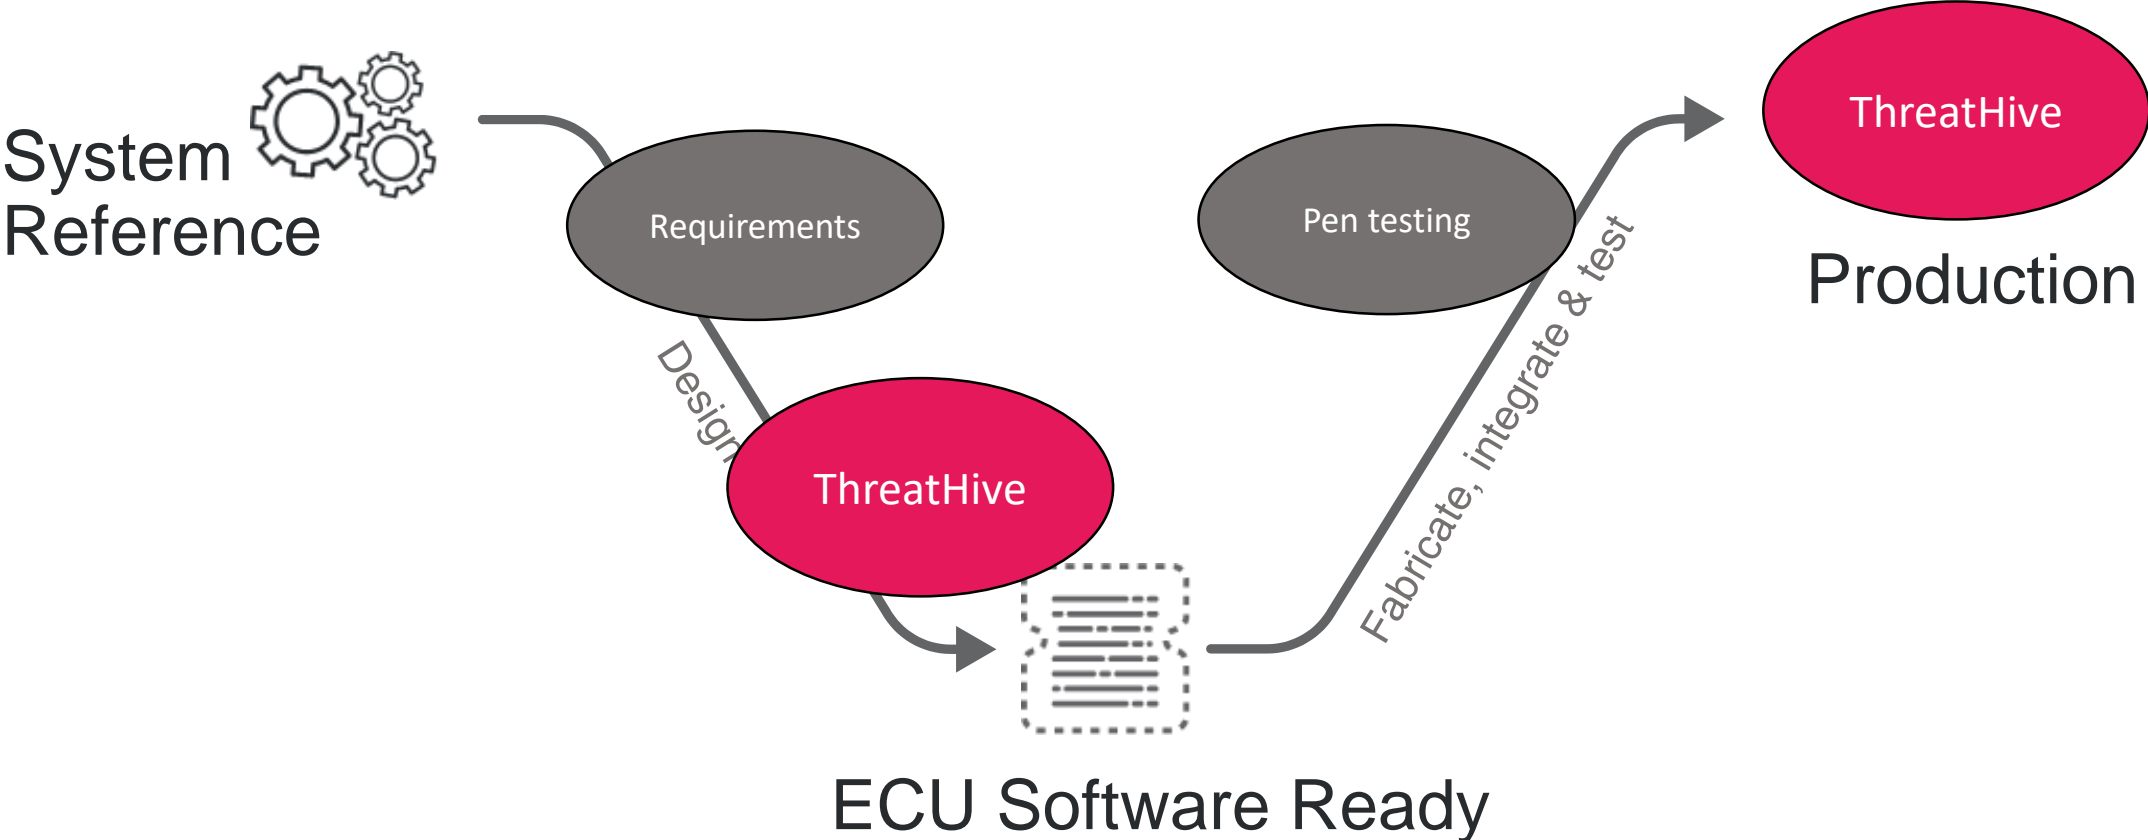 System
Reference
Requirements
Design
ThreatHive
ECU Software Ready
Pen testing
Fabricate, integrate & test
ThreatHive
Production